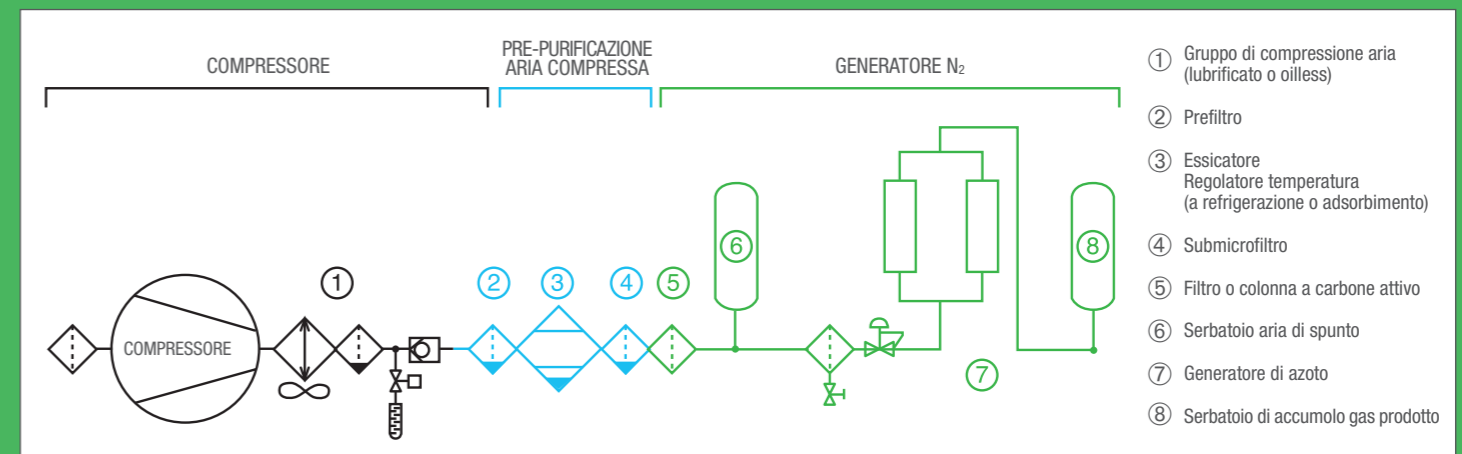 COMPRESSORE
PRE-PURIFICAZIONE
ARIA COMPRESSA
GENERATORE N₂
① Gruppo di compressione aria
(lubrificato o oilless)
② Prefiltro
③ Essicatore
Regolatore temperatura
(a refrigerazione o adsorbimento)
④ Submicrofiltro
⑤ Filtro o colonna a carbone attivo
⑥ Serbatoio aria di spunto
⑦ Generatore di azoto
⑧ Serbatoio di accumolo gas prodotto
⑥
⑧
①
②
③
④
⑤
COMPRESSORE
⑦